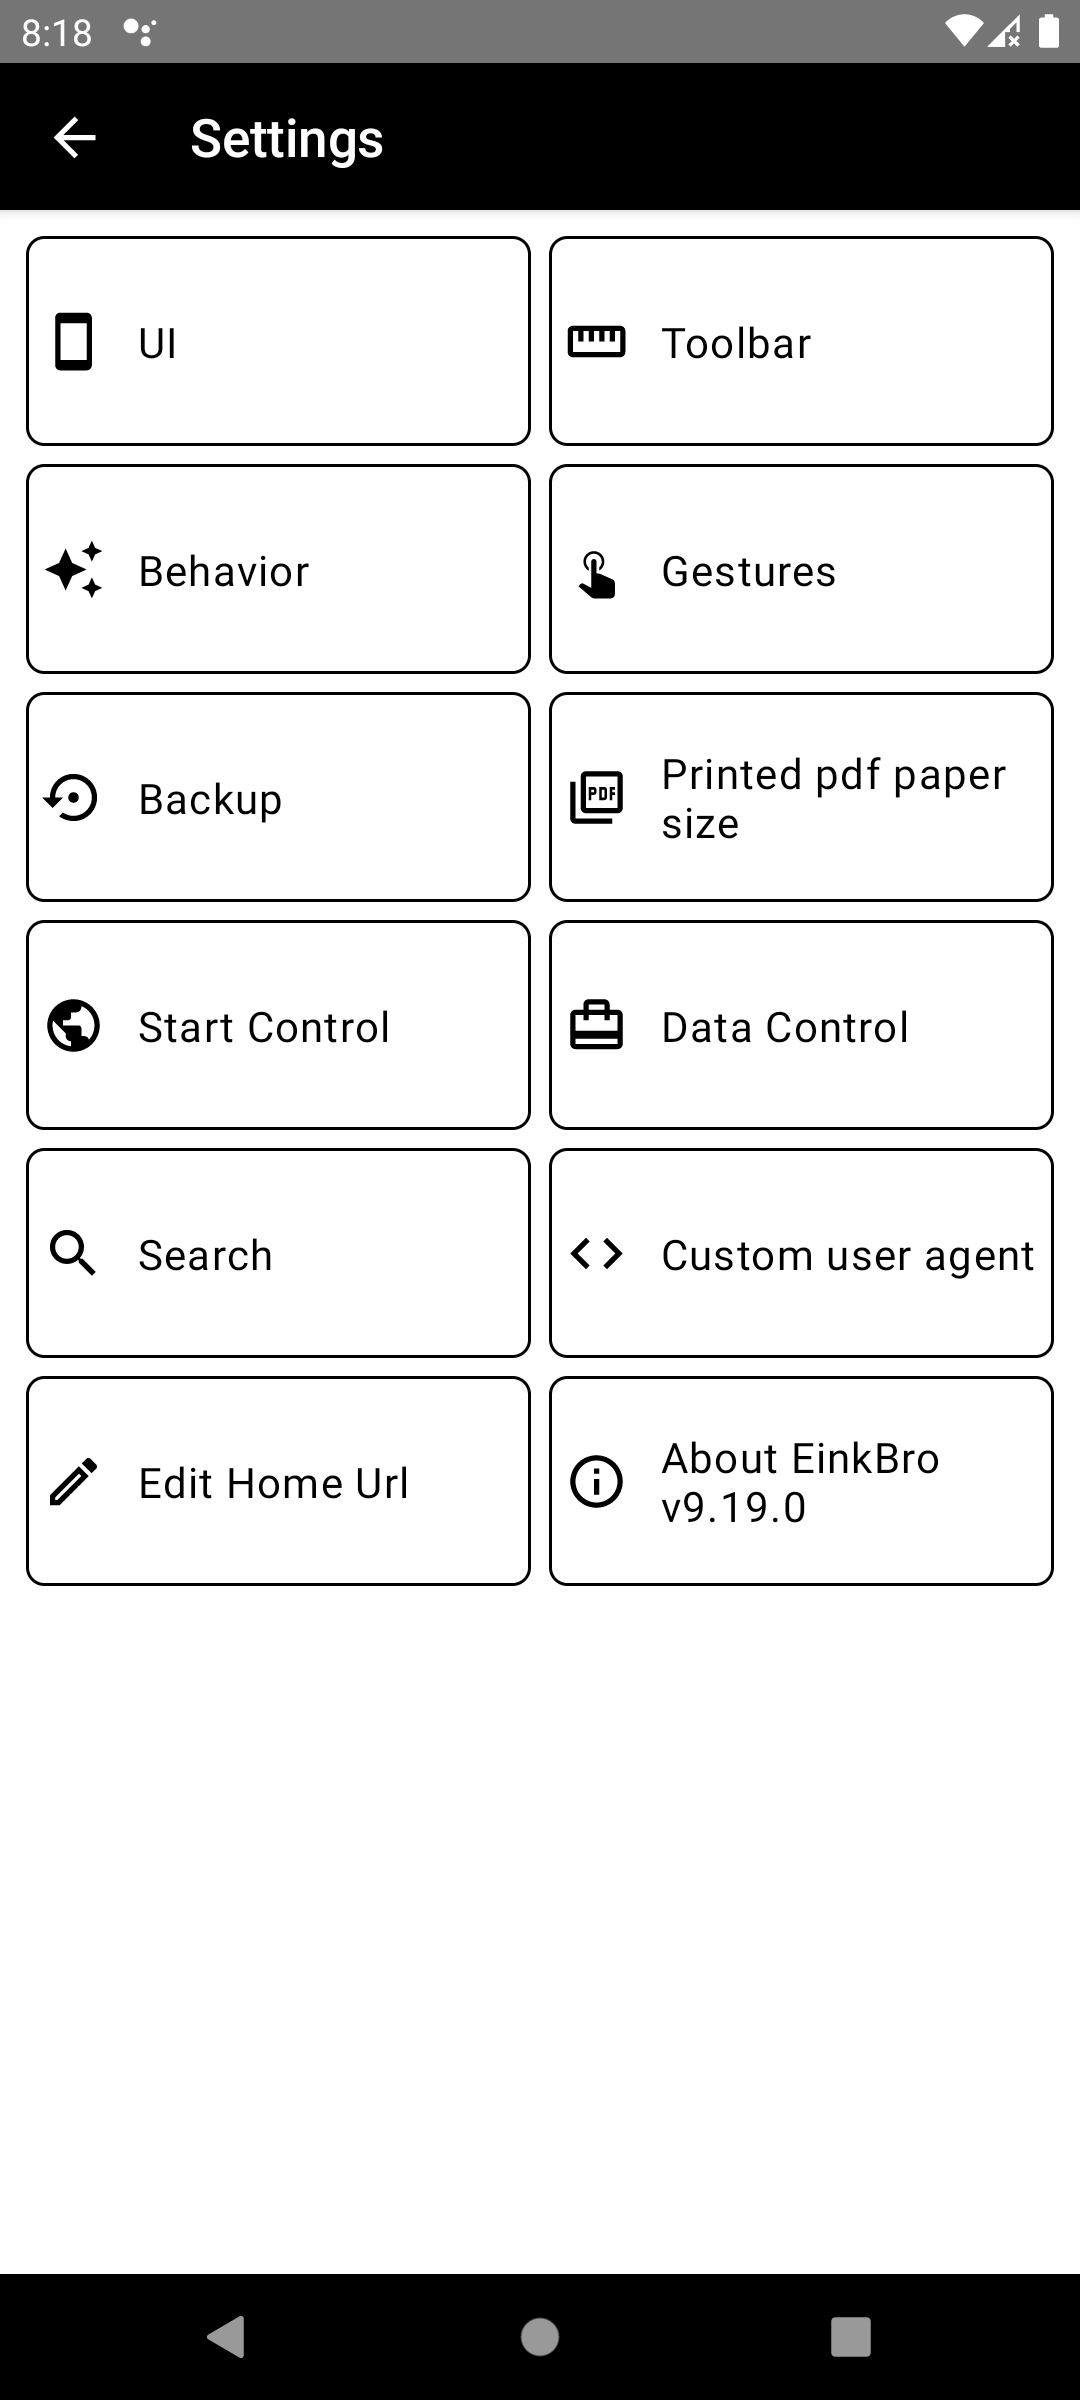 8:18
Settings
UI
Toolbar
Behavior
Gestures
Backup
Printed pdf paper
size
PDF
Start Control
Data Control
Search
Custom user agent
Edit Home Url
About EinkBro
v9.19.0